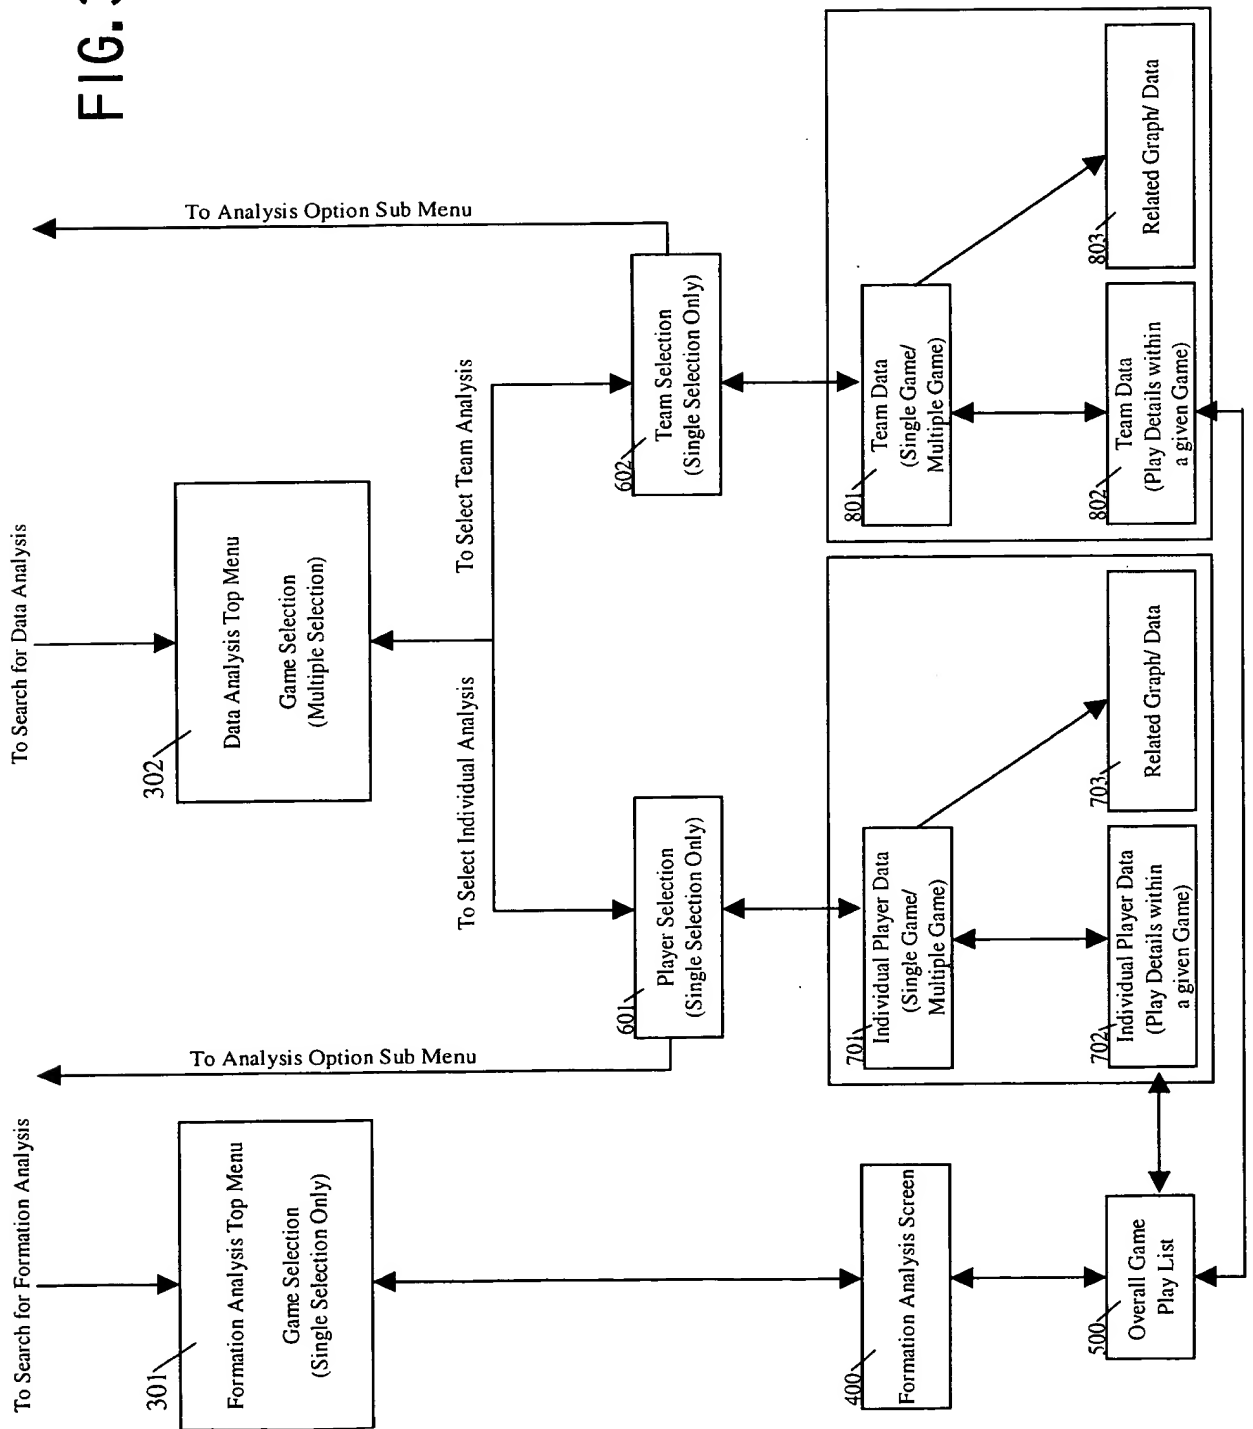 FIG.
To Search for Formation Analysis
To Search for Data Analysis
301
Formation Analysis Top Menu
Game Selection
(Single Selection Only)
302
Data Analysis Top Menu
Game Selection
(Multiple Selection)
To Analysis Option Sub Menu
To Select Individual Analysis
To Select Team Analysis
To Analysis Option Sub Menu
601
Player Selection
(Single Selection Only)
602
Team Selection
(Single Selection Only)
400
Formation Analysis Screen
701
Individual Player Data
(Single Game/
Multiple Game)
801
Team Data
(Single Game/
Multiple Game)
500
Overall Game
Play List
702
Individual Player Data
(Play Details within
a given Game)
703
Related Graph/ Data
802
Team Data
(Play Details within
a given Game)
803
Related Graph/ Data